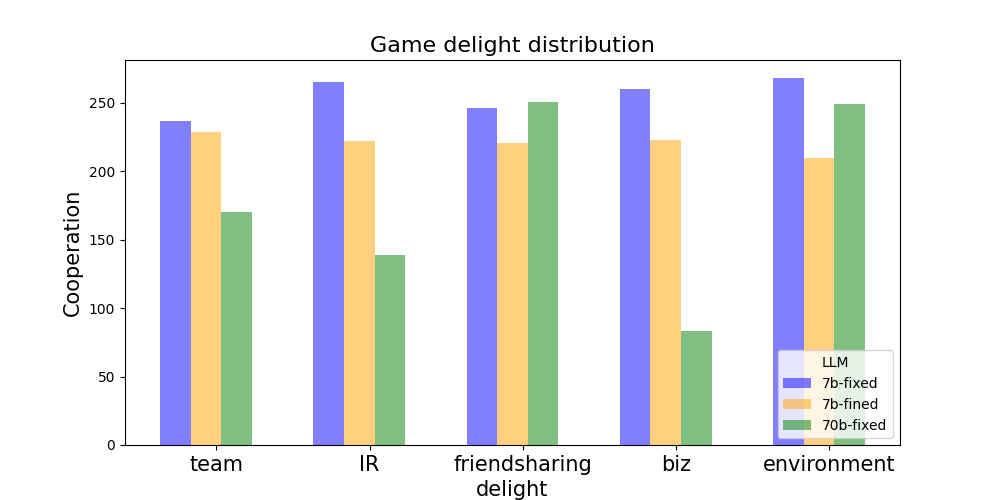 Game delight distribution
Cooperation
250
200
150
100
50
0
team IR friendsharing biz environment
delight
LLM
7b-fixed
7b-fined
70b-fixed